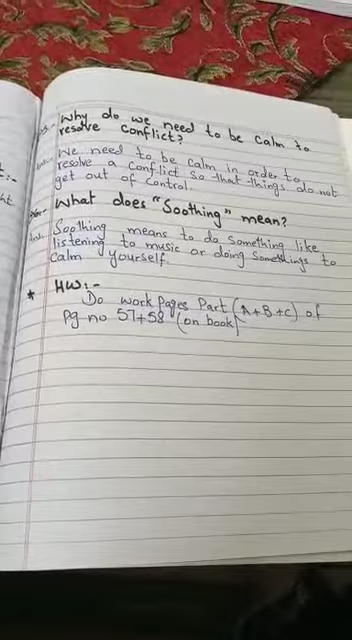 Why do we need to be calm to
resolve conflict?
We need to be calm in order to
resolve a conflict so that things do not
get out of control.
What does "Soothing" mean?
Soothing means to do something like
listening to music or doing somethings to
calm yourself.
* HW:-
Do work pages Part (A+B+C) of
Pg no 57+58 (on book)